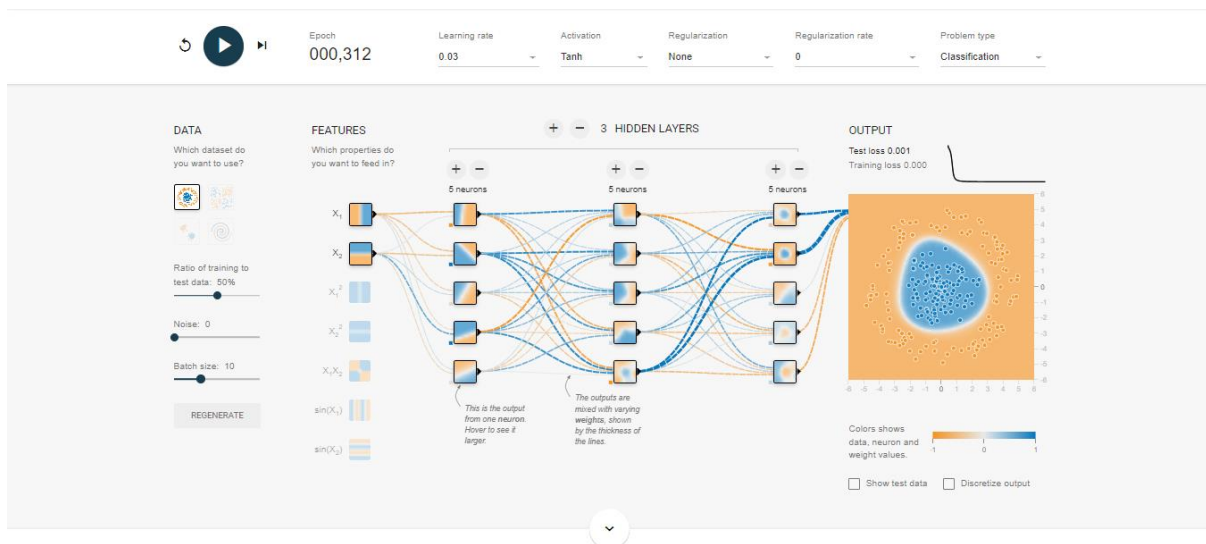 Epoch
000,312
Learning rate
0.03
Activation
Tanh
Regularization
None
Regularization rate
0
Problem type
Classification
DATA
Which dataset do
you want to use?
Ratio of training to
test data: 50%
Noise: 0
Batch size: 10
REGENERATE
FEATURES
Which properties do
you want to feed in?
X₁
X₂
X₁²
X₂²
X₁X₂
sin(X₁)
sin(X₂)
+ − 3 HIDDEN LAYERS
+ −
5 neurons
+ −
5 neurons
+ −
5 neurons
This is the output
from one neuron.
Hover to see it
larger.
The outputs are
mixed with varying
weights, shown
by the thickness of
the lines.
OUTPUT
Test loss 0.001
Training loss 0.000
6
5
4
3
2
1
0
-1
-2
-3
-4
-5
-6
-6 -5 -4 -3 -2 -1 0 1 2 3 4 5 6
Colors shows
data, neuron and
weight values.
-1 0 1
Show test data
Discretize output